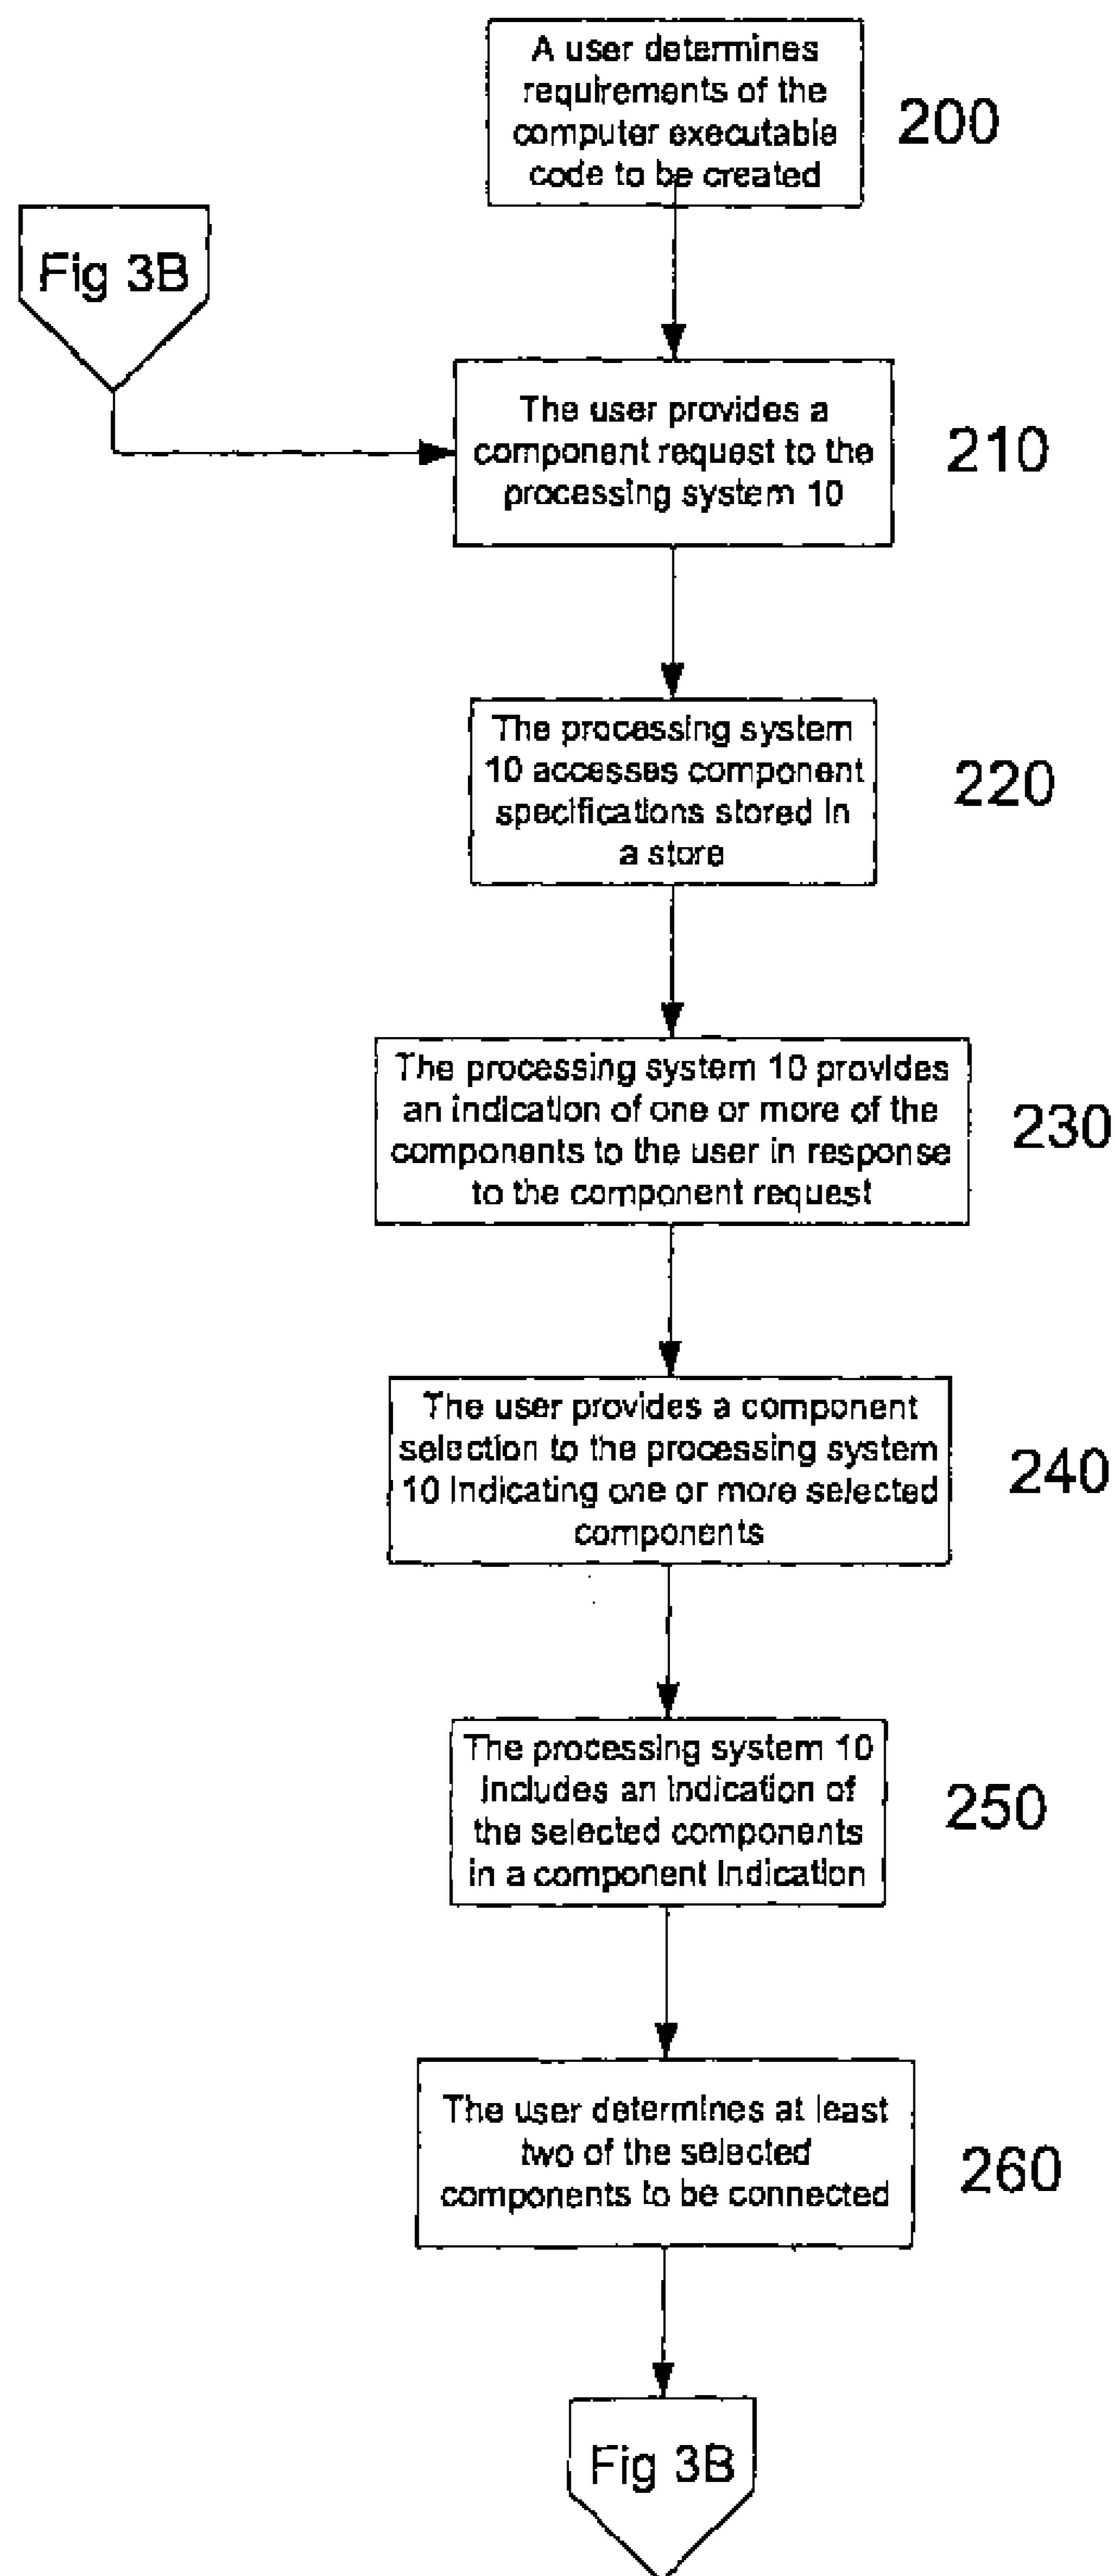 A user determines
requirements of the
computer executable
code to be created
200
Fig 3B
The user provides a
component request to the
processing system 10
210
The processing system
10 accesses component
specifications stored in
a store
220
The processing system 10 provides
an indication of one or more of the
components to the user in response
to the component request
230
The user provides a component
selection to the processing system
10 indicating one or more selected
components
240
The processing system 10
includes an indication of
the selected components
in a component indication
250
The user determines at least
two of the selected
components to be connected
260
Fig 3B